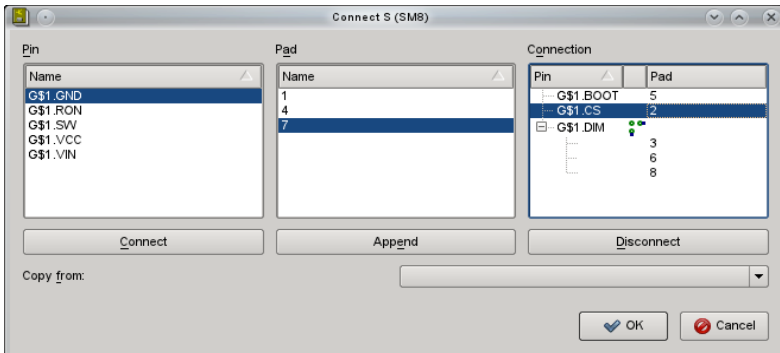 Connect S (SM8)
Pin
Pad
Connection
Name
Name
Pin
Pad
G$1.GND
G$1.RON
G$1.SW
G$1.VCC
G$1.VIN
1
4
7
G$1.BOOT 5
G$1.CS 2
G$1.DIM
3
6
8
Connect
Append
Disconnect
Copy from:
OK
Cancel